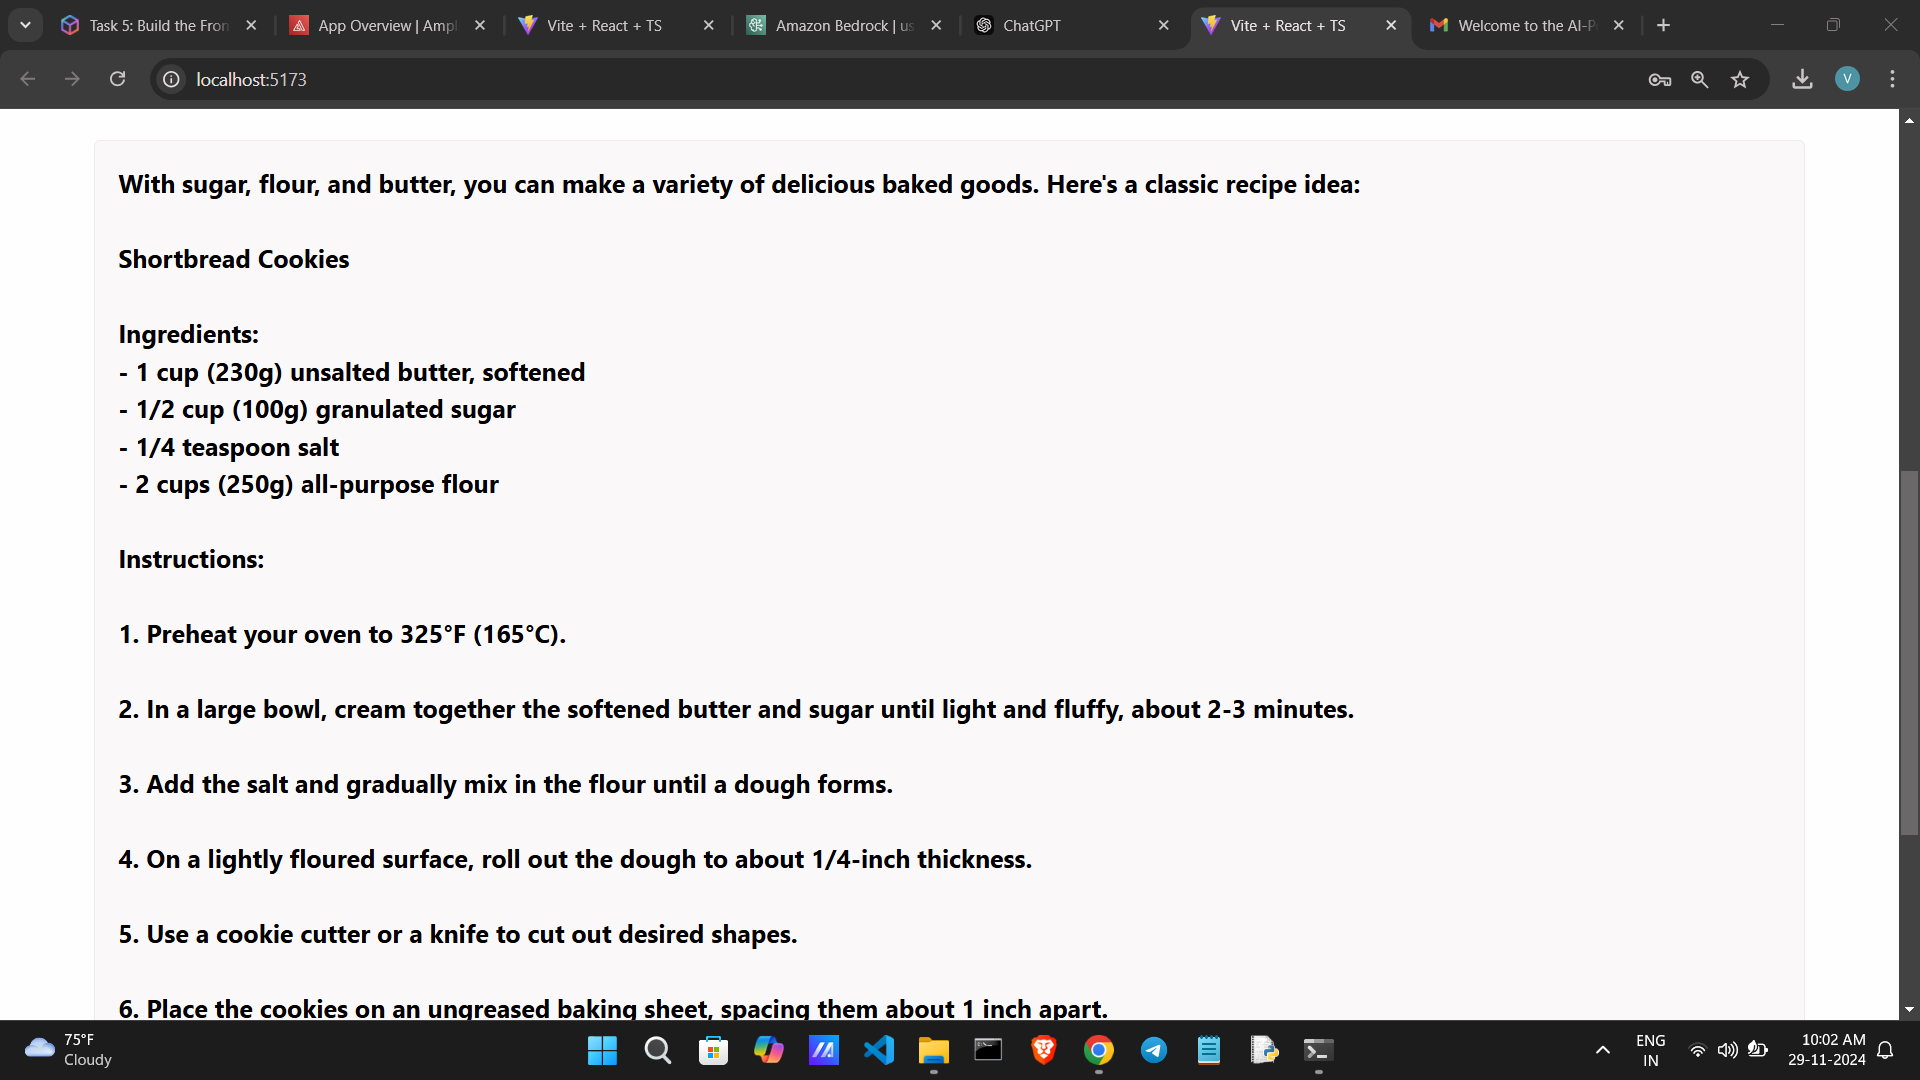 Task 5: Build the Fron
App Overview | Amp
Vite + React + TS
Amazon Bedrock | us
ChatGPT
Vite + React + TS
Welcome to the AI-P
localhost:5173
V
With sugar, flour, and butter, you can make a variety of delicious baked goods. Here's a classic recipe idea:
Shortbread Cookies
Ingredients:
- 1 cup (230g) unsalted butter, softened
- 1/2 cup (100g) granulated sugar
- 1/4 teaspoon salt
- 2 cups (250g) all-purpose flour
Instructions:
1. Preheat your oven to 325°F (165°C).
2. In a large bowl, cream together the softened butter and sugar until light and fluffy, about 2-3 minutes.
3. Add the salt and gradually mix in the flour until a dough forms.
4. On a lightly floured surface, roll out the dough to about 1/4-inch thickness.
5. Use a cookie cutter or a knife to cut out desired shapes.
6. Place the cookies on an ungreased baking sheet, spacing them about 1 inch apart.
75°F
Cloudy
ENG
IN
10:02 AM
29-11-2024